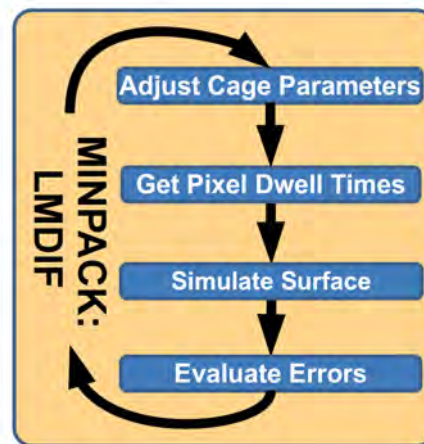 Adjust Cage Parameters
Get Pixel Dwell Times
Simulate Surface
Evaluate Errors
MINPACK:
LMDIF